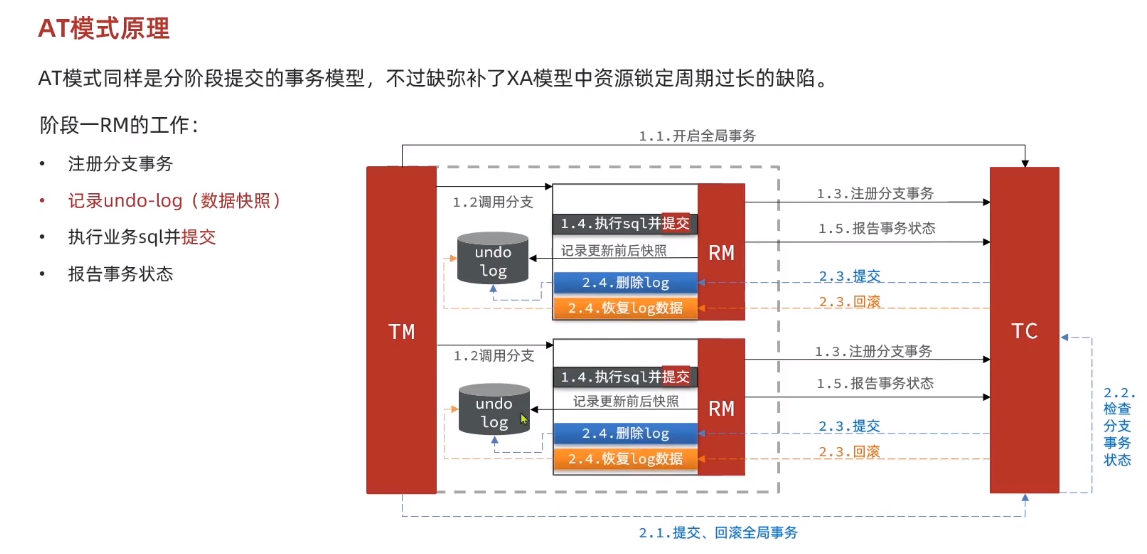 AT模式原理
AT模式同样是分阶段提交的事务模型，不过缺弥补了XA模型中资源锁定周期过长的缺陷。
阶段一RM的工作：
• 注册分支事务
• 记录undo-log（数据快照）
• 执行业务sql并提交
• 报告事务状态
1.1.开启全局事务
TM
1.2调用分支
1.4.执行sql并提交
undo
log
记录更新前后快照
2.4.删除log
2.4.恢复log数据
RM
1.3.注册分支事务
1.5.报告事务状态
2.3.提交
2.3.回滚
1.2调用分支
1.4.执行sql并提交
undo
log
记录更新前后快照
2.4.删除log
2.4.恢复log数据
RM
1.3.注册分支事务
1.5.报告事务状态
2.3.提交
2.3.回滚
TC
2.2.
检查
分支
事务
状态
2.1.提交、回滚全局事务